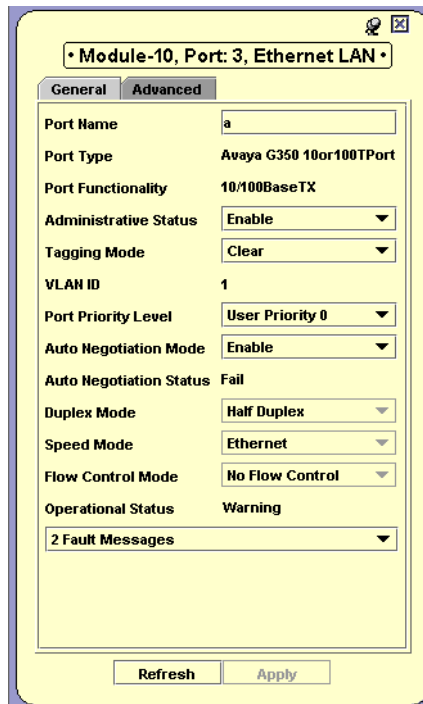 • Module-10, Port: 3, Ethernet LAN •
General Advanced
Port Name a
Port Type Avaya G350 10or100TPort
Port Functionality 10/100BaseTX
Administrative Status Enable
Tagging Mode Clear
VLAN ID 1
Port Priority Level User Priority 0
Auto Negotiation Mode Enable
Auto Negotiation Status Fail
Duplex Mode Half Duplex
Speed Mode Ethernet
Flow Control Mode No Flow Control
Operational Status Warning
2 Fault Messages
Refresh Apply